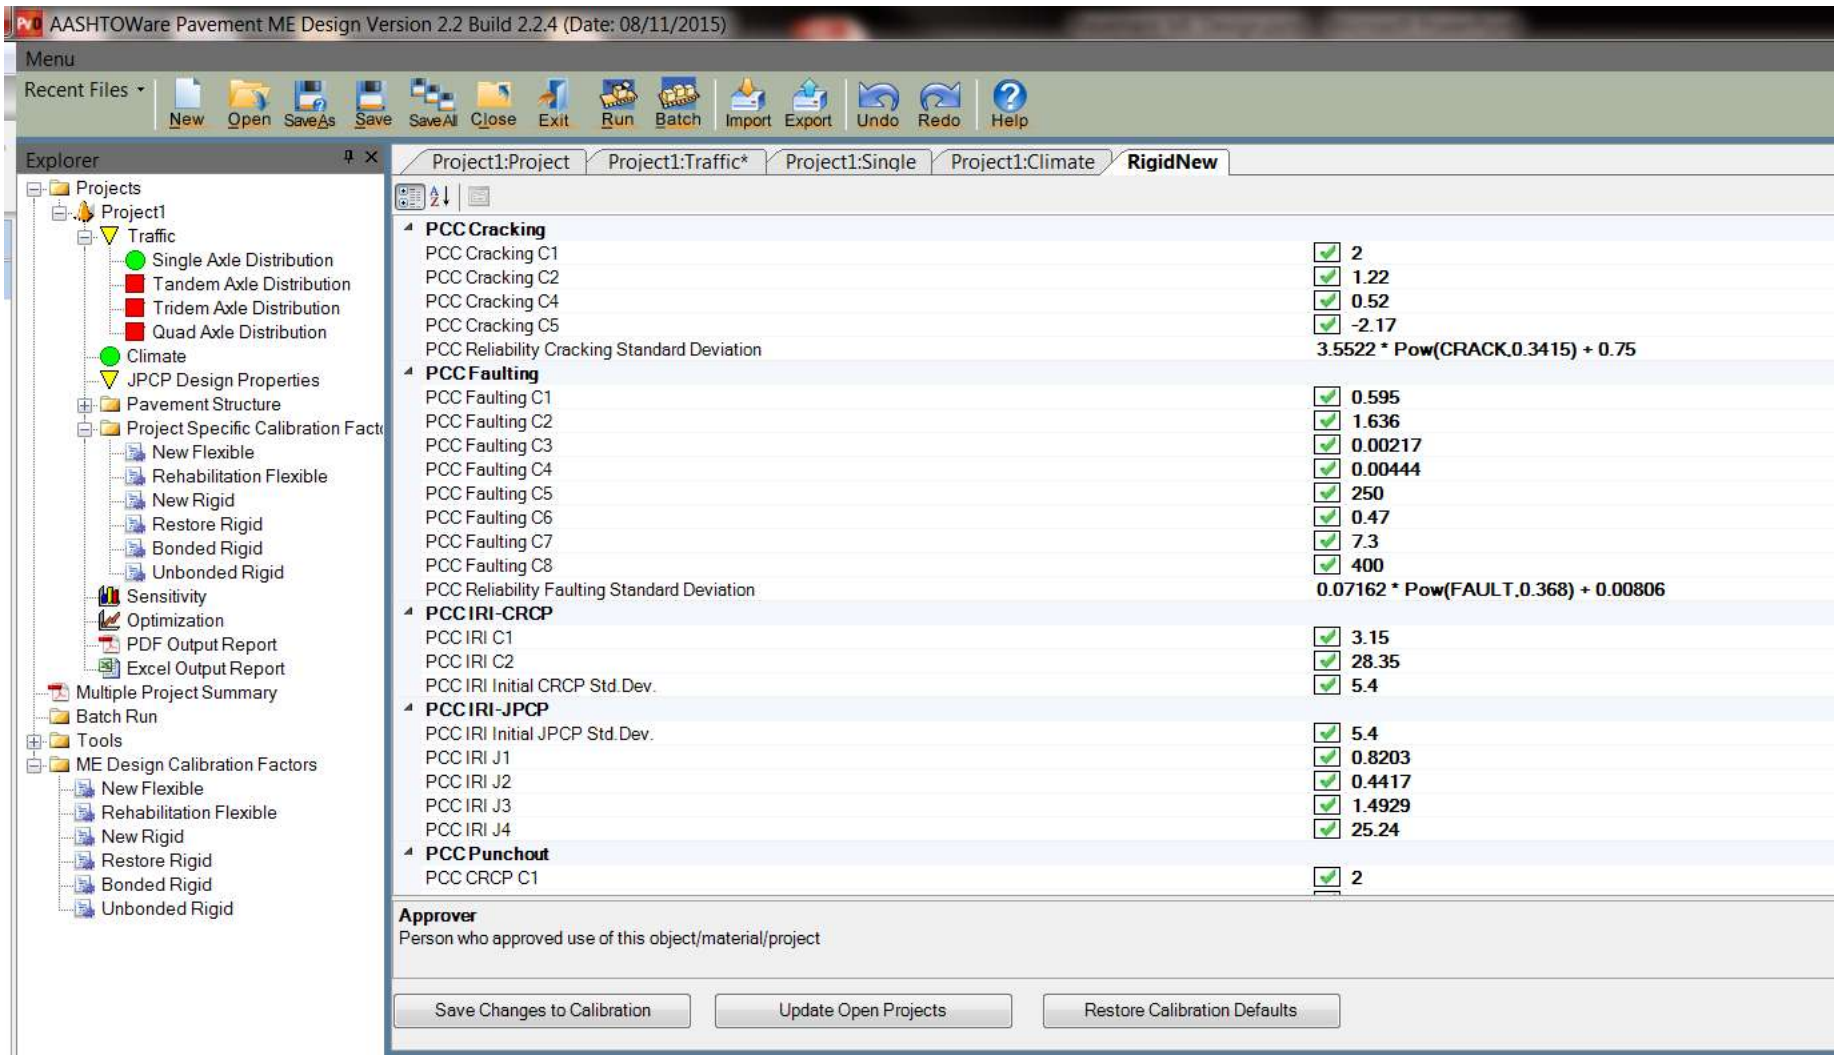 AASHTOWare Pavement ME Design Version 2.2 Build 2.2.4 (Date: 08/11/2015)
Menu
Recent Files
New Open SaveAs Save SaveAll Close Exit Run Batch Import Export Undo Redo Help
Explorer
Projects
Project1
Traffic
Single Axle Distribution
Tandem Axle Distribution
Tridem Axle Distribution
Quad Axle Distribution
Climate
JPCP Design Properties
Pavement Structure
Project Specific Calibration Facto
New Flexible
Rehabilitation Flexible
New Rigid
Restore Rigid
Bonded Rigid
Unbonded Rigid
Sensitivity
Optimization
PDF Output Report
Excel Output Report
Multiple Project Summary
Batch Run
Tools
ME Design Calibration Factors
New Flexible
Rehabilitation Flexible
New Rigid
Restore Rigid
Bonded Rigid
Unbonded Rigid
Project1:Project Project1:Traffic* Project1:Single Project1:Climate RigidNew
PCC Cracking
PCC Cracking C1 2
PCC Cracking C2 1.22
PCC Cracking C4 0.52
PCC Cracking C5 -2.17
PCC Reliability Cracking Standard Deviation 3.5522 * Pow(CRACK,0.3415) + 0.75
PCC Faulting
PCC Faulting C1 0.595
PCC Faulting C2 1.636
PCC Faulting C3 0.00217
PCC Faulting C4 0.00444
PCC Faulting C5 250
PCC Faulting C6 0.47
PCC Faulting C7 7.3
PCC Faulting C8 400
PCC Reliability Faulting Standard Deviation 0.07162 * Pow(FAULT,0.368) + 0.00806
PCC IRI-CRCP
PCC IRI C1 3.15
PCC IRI C2 28.35
PCC IRI Initial CRCP Std.Dev. 5.4
PCC IRI-JPCP
PCC IRI Initial JPCP Std.Dev. 5.4
PCC IRI J1 0.8203
PCC IRI J2 0.4417
PCC IRI J3 1.4929
PCC IRI J4 25.24
PCC Punchout
PCC CRCP C1 2
Approver
Person who approved use of this object/material/project
Save Changes to Calibration Update Open Projects Restore Calibration Defaults